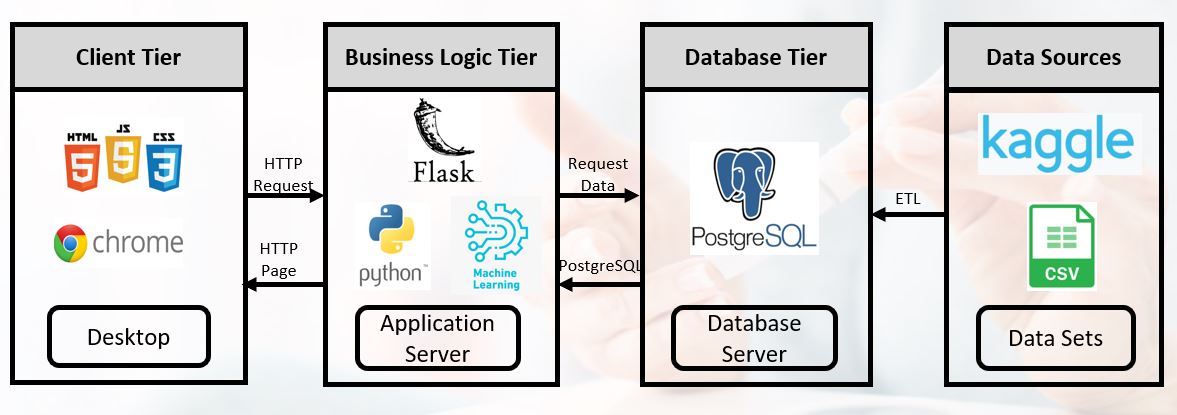 Client Tier
HTML
JS
CSS
5
S
3
chrome
Desktop
HTTP
Request
HTTP
Page
Business Logic Tier
Flask
python™
Machine
Learning
Application
Server
Request
Data
PostgreSQL
Database Tier
PostgreSQL
Database
Server
ETL
Data Sources
kaggle
CSV
Data Sets